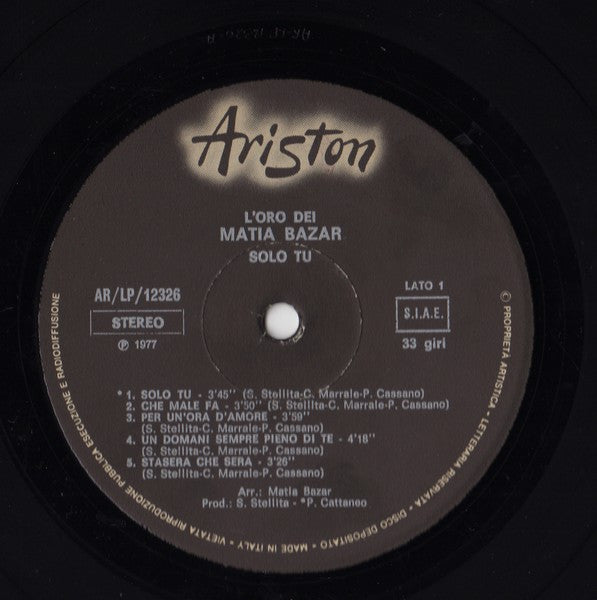 Ariston
L'ORO DEI
MATIA BAZAR
SOLO TU
AR/LP/12326
STEREO
Ⓟ 1977
LATO 1
S.I.A.E.
33 giri
*1. SOLO TU - 3'45" (S. Stellita-C. Marrale-P. Cassano)
2. CHE MALE FA - 3'50" (S. Stellita-C. Marrale-P. Cassano)
3. PER UN'ORA D'AMORE - 3'59"
(S. Stellita-C. Marrale-P. Cassano)
4. UN DOMANI SEMPRE PIENO DI TE - 4'18"
(S. Stellita-C. Marrale-P. Cassano)
5. STASERA CHE SERA - 3'26"
(S. Stellita-C. Marrale-P. Cassano)
Arr.: Matia Bazar
Prod.: S. Stellita - *P. Cattaneo
© PROPRIETA ARTISTICA - LETTERARIA RISERVATA - DISCO DEPOSITATO - MADE IN ITALY - VIETATA RIPRODUZIONE PUBBLICA ESECUZIONE E RADIODIFFUSIONE